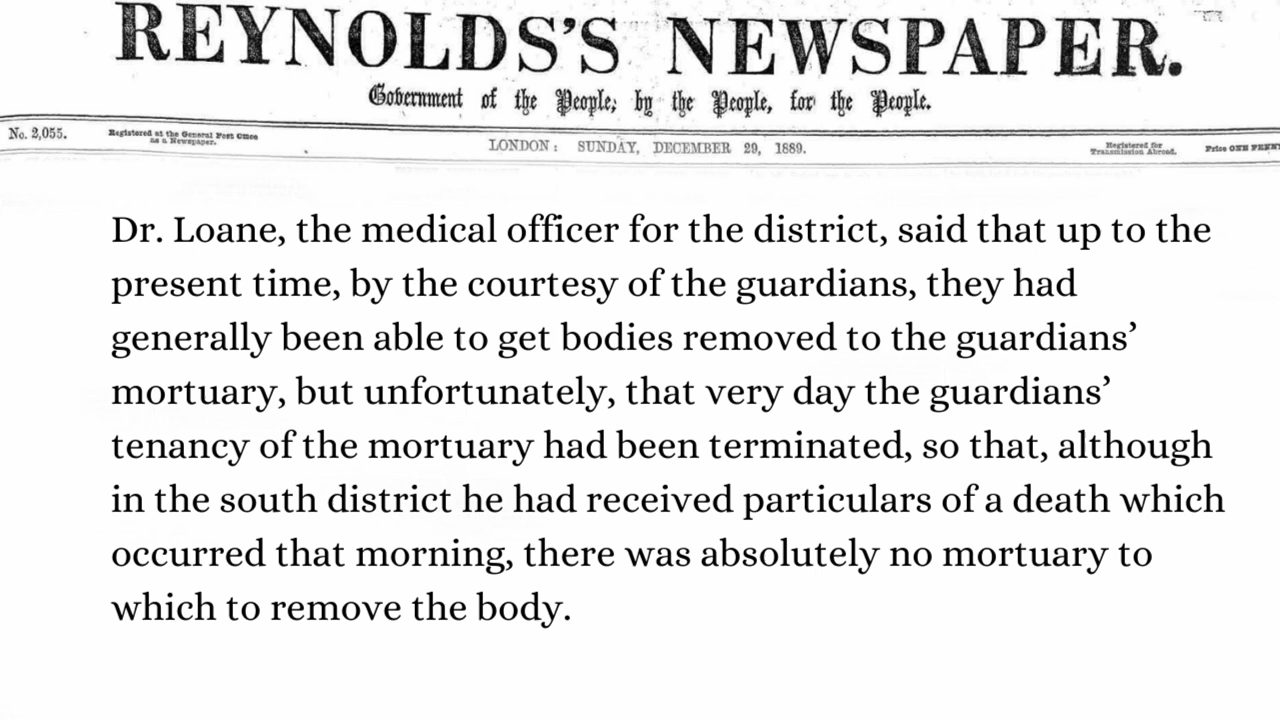 REYNOLDS'S NEWSPAPER.
Government of the People; by the People, for the People.
No. 2,055.
Registered at the General Post Office
as a Newspaper.
LONDON: SUNDAY, DECEMBER 29, 1889.
Registered for
Transmission Abroad.
Price ONE PENNY
Dr. Loane, the medical officer for the district, said that up to the
present time, by the courtesy of the guardians, they had
generally been able to get bodies removed to the guardians’
mortuary, but unfortunately, that very day the guardians’
tenancy of the mortuary had been terminated, so that, although
in the south district he had received particulars of a death which
occurred that morning, there was absolutely no mortuary to
which to remove the body.